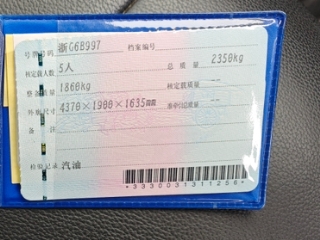 号牌号码 浙G6B997 档案编号
核定载人数 5人 总质量 2350kg
整备质量 1860kg 核定载质量 --
外廓尺寸 4370×1900×1635mm 准牵引总质量 --
备注
检验记录 汽油
*3330031311256*